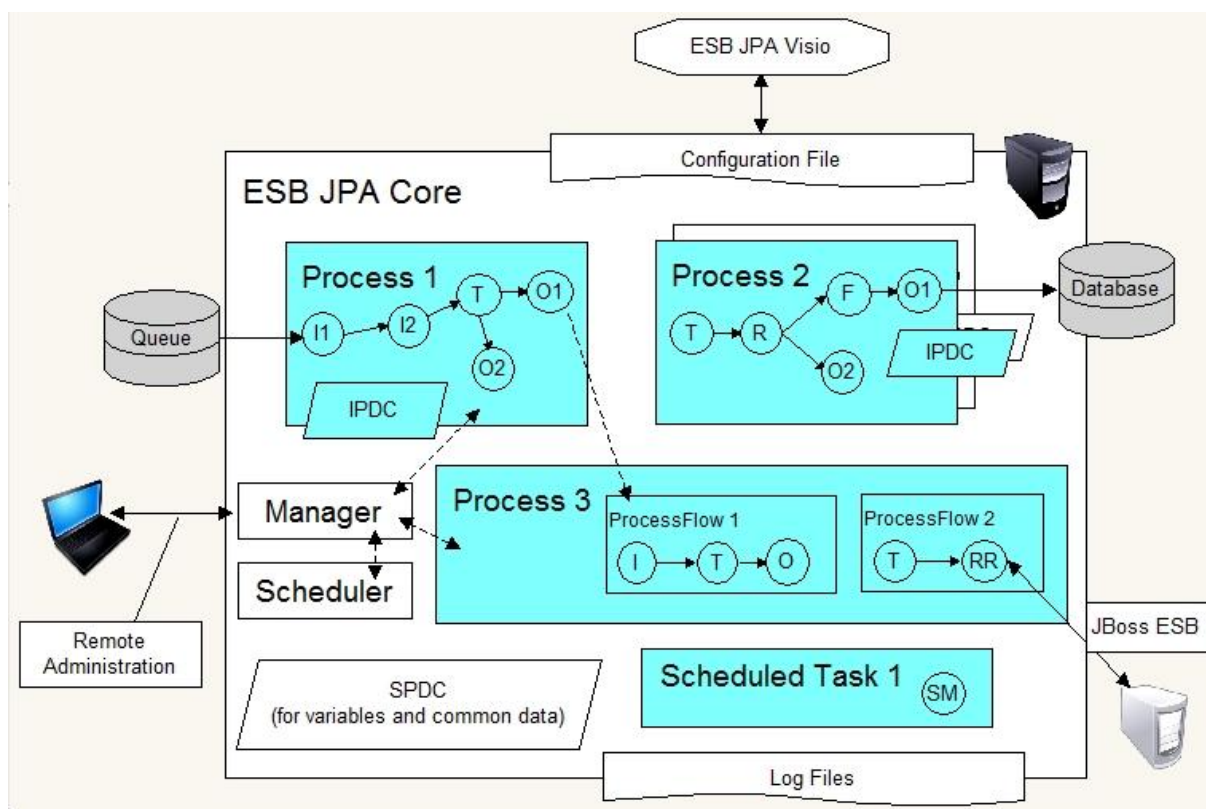 ESB JPA Visio
Configuration File
ESB JPA Core
Process 1
I1
I2
T
O1
O2
IPDC
Queue
Process 2
T
R
F
O1
O2
IPDC
Database
Manager
Scheduler
Remote
Administration
Process 3
ProcessFlow 1
I
T
O
ProcessFlow 2
T
RR
JBoss ESB
SPDC
(for variables and common data)
Scheduled Task 1
SM
Log Files